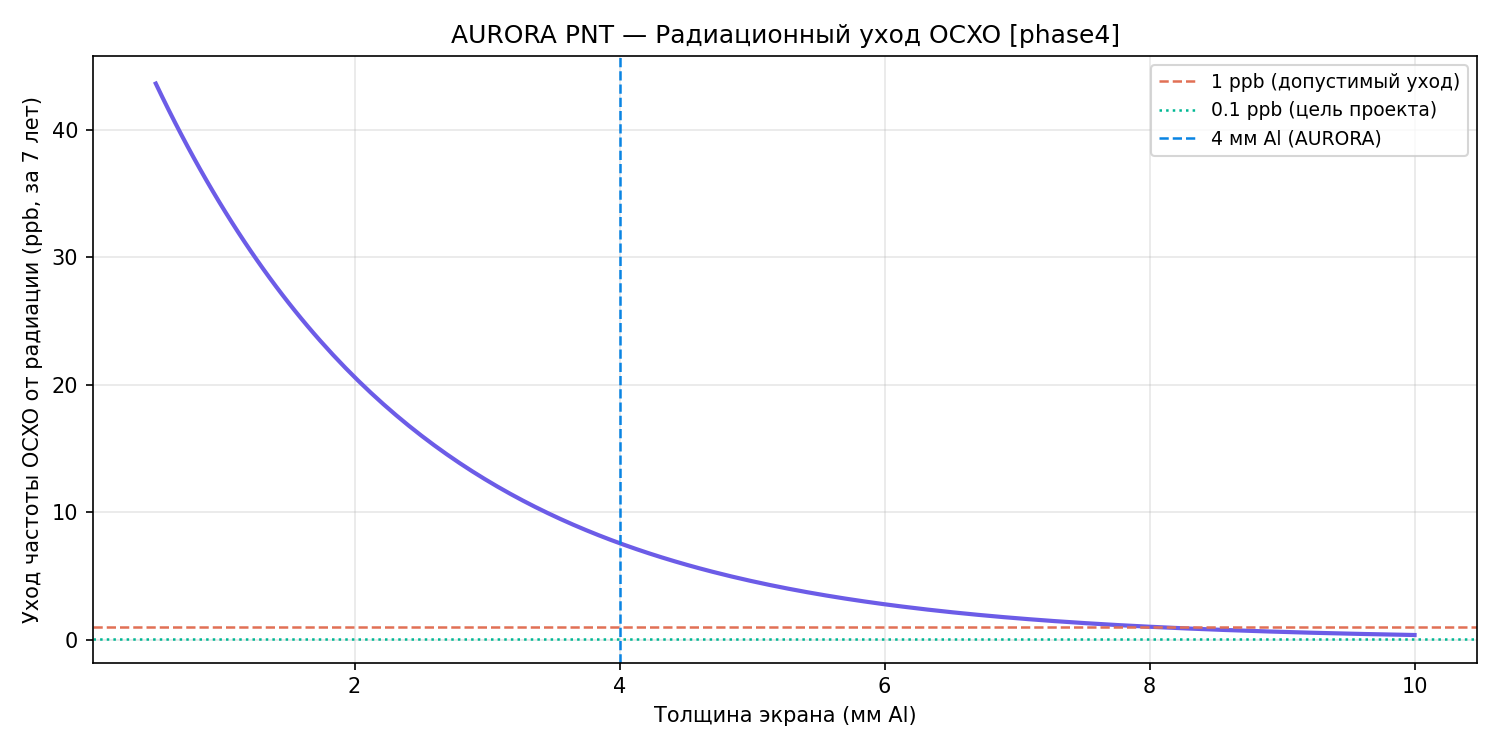 AURORA PNT — Радиационный уход OCXO [phase4]
Уход частоты OCXO от радиации (ppb, за 7 лет)
40
30
20
10
0
1 ppb (допустимый уход)
0.1 ppb (цель проекта)
4 мм Al (AURORA)
2
4
6
8
10
Толщина экрана (мм Al)